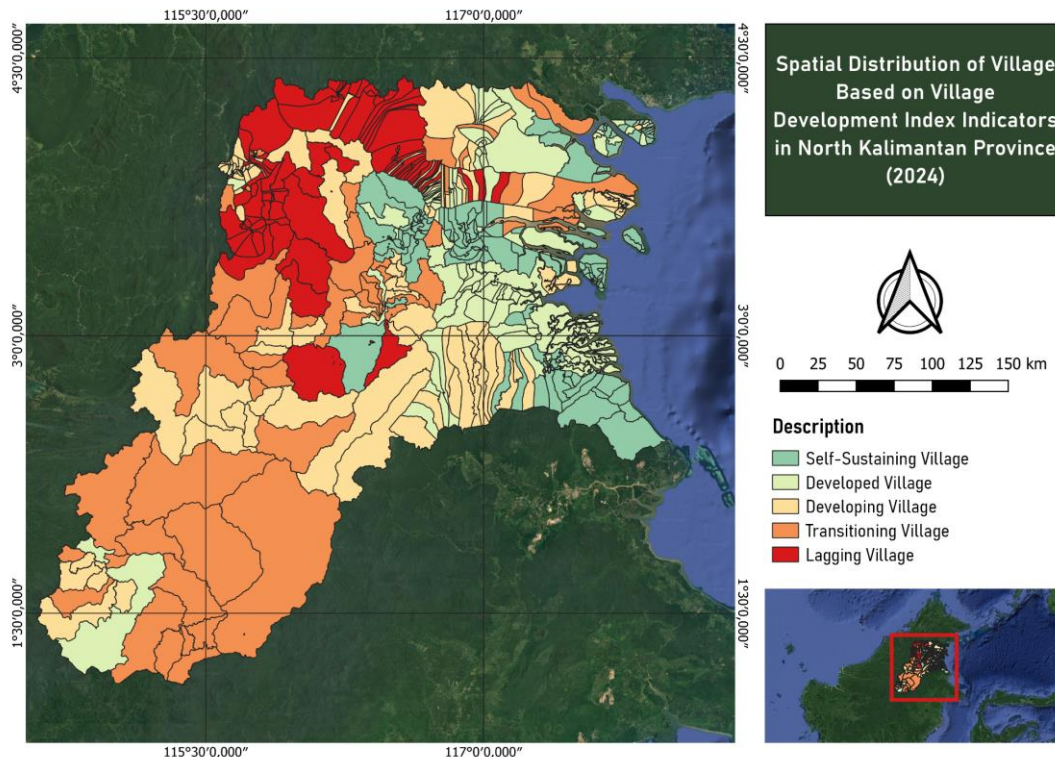 115°30′0,000″ 117°0′0,000″
4°30′0,000″ 4°30′0,000″
3°0′0,000″ 3°0′0,000″
1°30′0,000″ 1°30′0,000″
115°30′0,000″ 117°0′0,000″
Spatial Distribution of Village
Based on Village
Development Index Indicators
in North Kalimantan Province
(2024)
0 25 50 75 100 125 150 km
Description
Self-Sustaining Village
Developed Village
Developing Village
Transitioning Village
Lagging Village